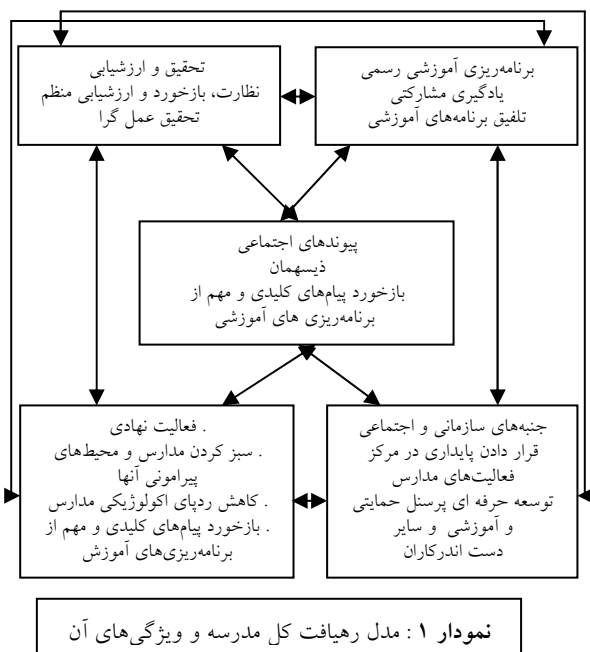 برنامه‌ریزی آموزشی رسمی
یادگیری مشارکتی
تلفیق برنامه‌های آموزشی
تحقیق و ارزشیابی
نظارت، بازخورد و ارزشیابی منظم
تحقیق عمل گرا
پیوندهای اجتماعی
ذیسهمان
بازخورد پیام‌های کلیدی و مهم از
برنامه‌ریزی های آموزشی
جنبه‌های سازمانی و اجتماعی
قرار دادن پایداری در مرکز
فعالیت‌های مدارس
توسعه حرفه ای پرسنل حمایتی
و آموزشی و سایر
دست اندرکاران
. فعالیت نهادی
. سبز کردن مدارس و محیط‌های
پیرامونی آنها
. کاهش ردپای اکولوژیکی مدارس
. بازخورد پیام‌های کلیدی و مهم از
برنامه‌ریزی‌های آموزش
نمودار ۱ : مدل رهیافت کل مدرسه و ویژگی‌های آن